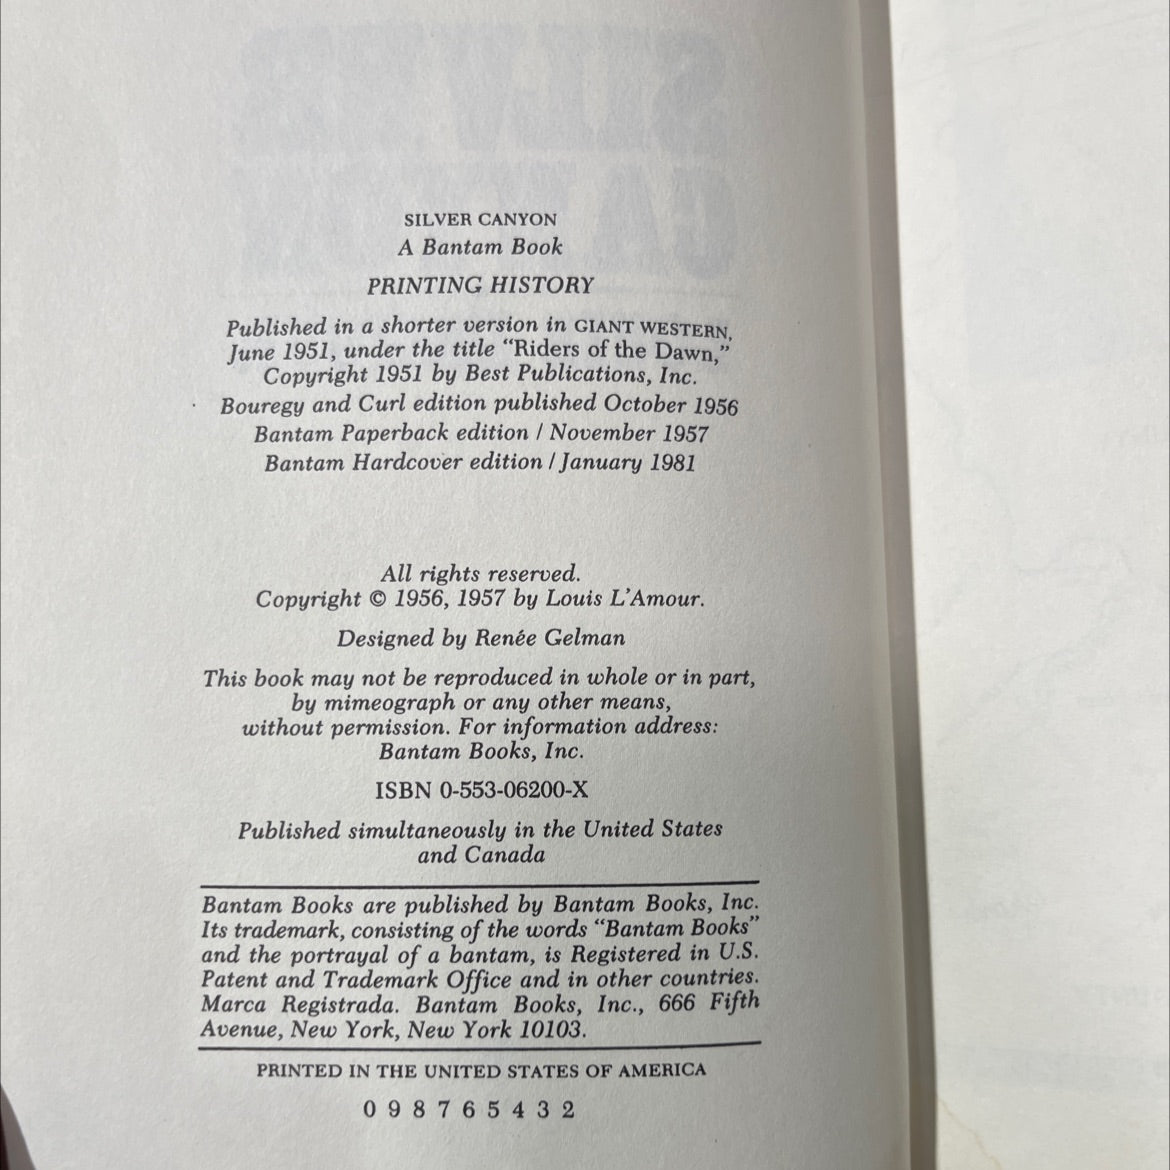 SILVER CANYON
A Bantam Book
PRINTING HISTORY
Published in a shorter version in GIANT WESTERN,
June 1951, under the title “Riders of the Dawn,”
Copyright 1951 by Best Publications, Inc.
Bouregy and Curl edition published October 1956
Bantam Paperback edition / November 1957
Bantam Hardcover edition / January 1981
All rights reserved.
Copyright © 1956, 1957 by Louis L’Amour.
Designed by Renée Gelman
This book may not be reproduced in whole or in part,
by mimeograph or any other means,
without permission. For information address:
Bantam Books, Inc.
ISBN 0-553-06200-X
Published simultaneously in the United States
and Canada
Bantam Books are published by Bantam Books, Inc.
Its trademark, consisting of the words “Bantam Books”
and the portrayal of a bantam, is Registered in U.S.
Patent and Trademark Office and in other countries.
Marca Registrada. Bantam Books, Inc., 666 Fifth
Avenue, New York, New York 10103.
PRINTED IN THE UNITED STATES OF AMERICA
0 9 8 7 6 5 4 3 2